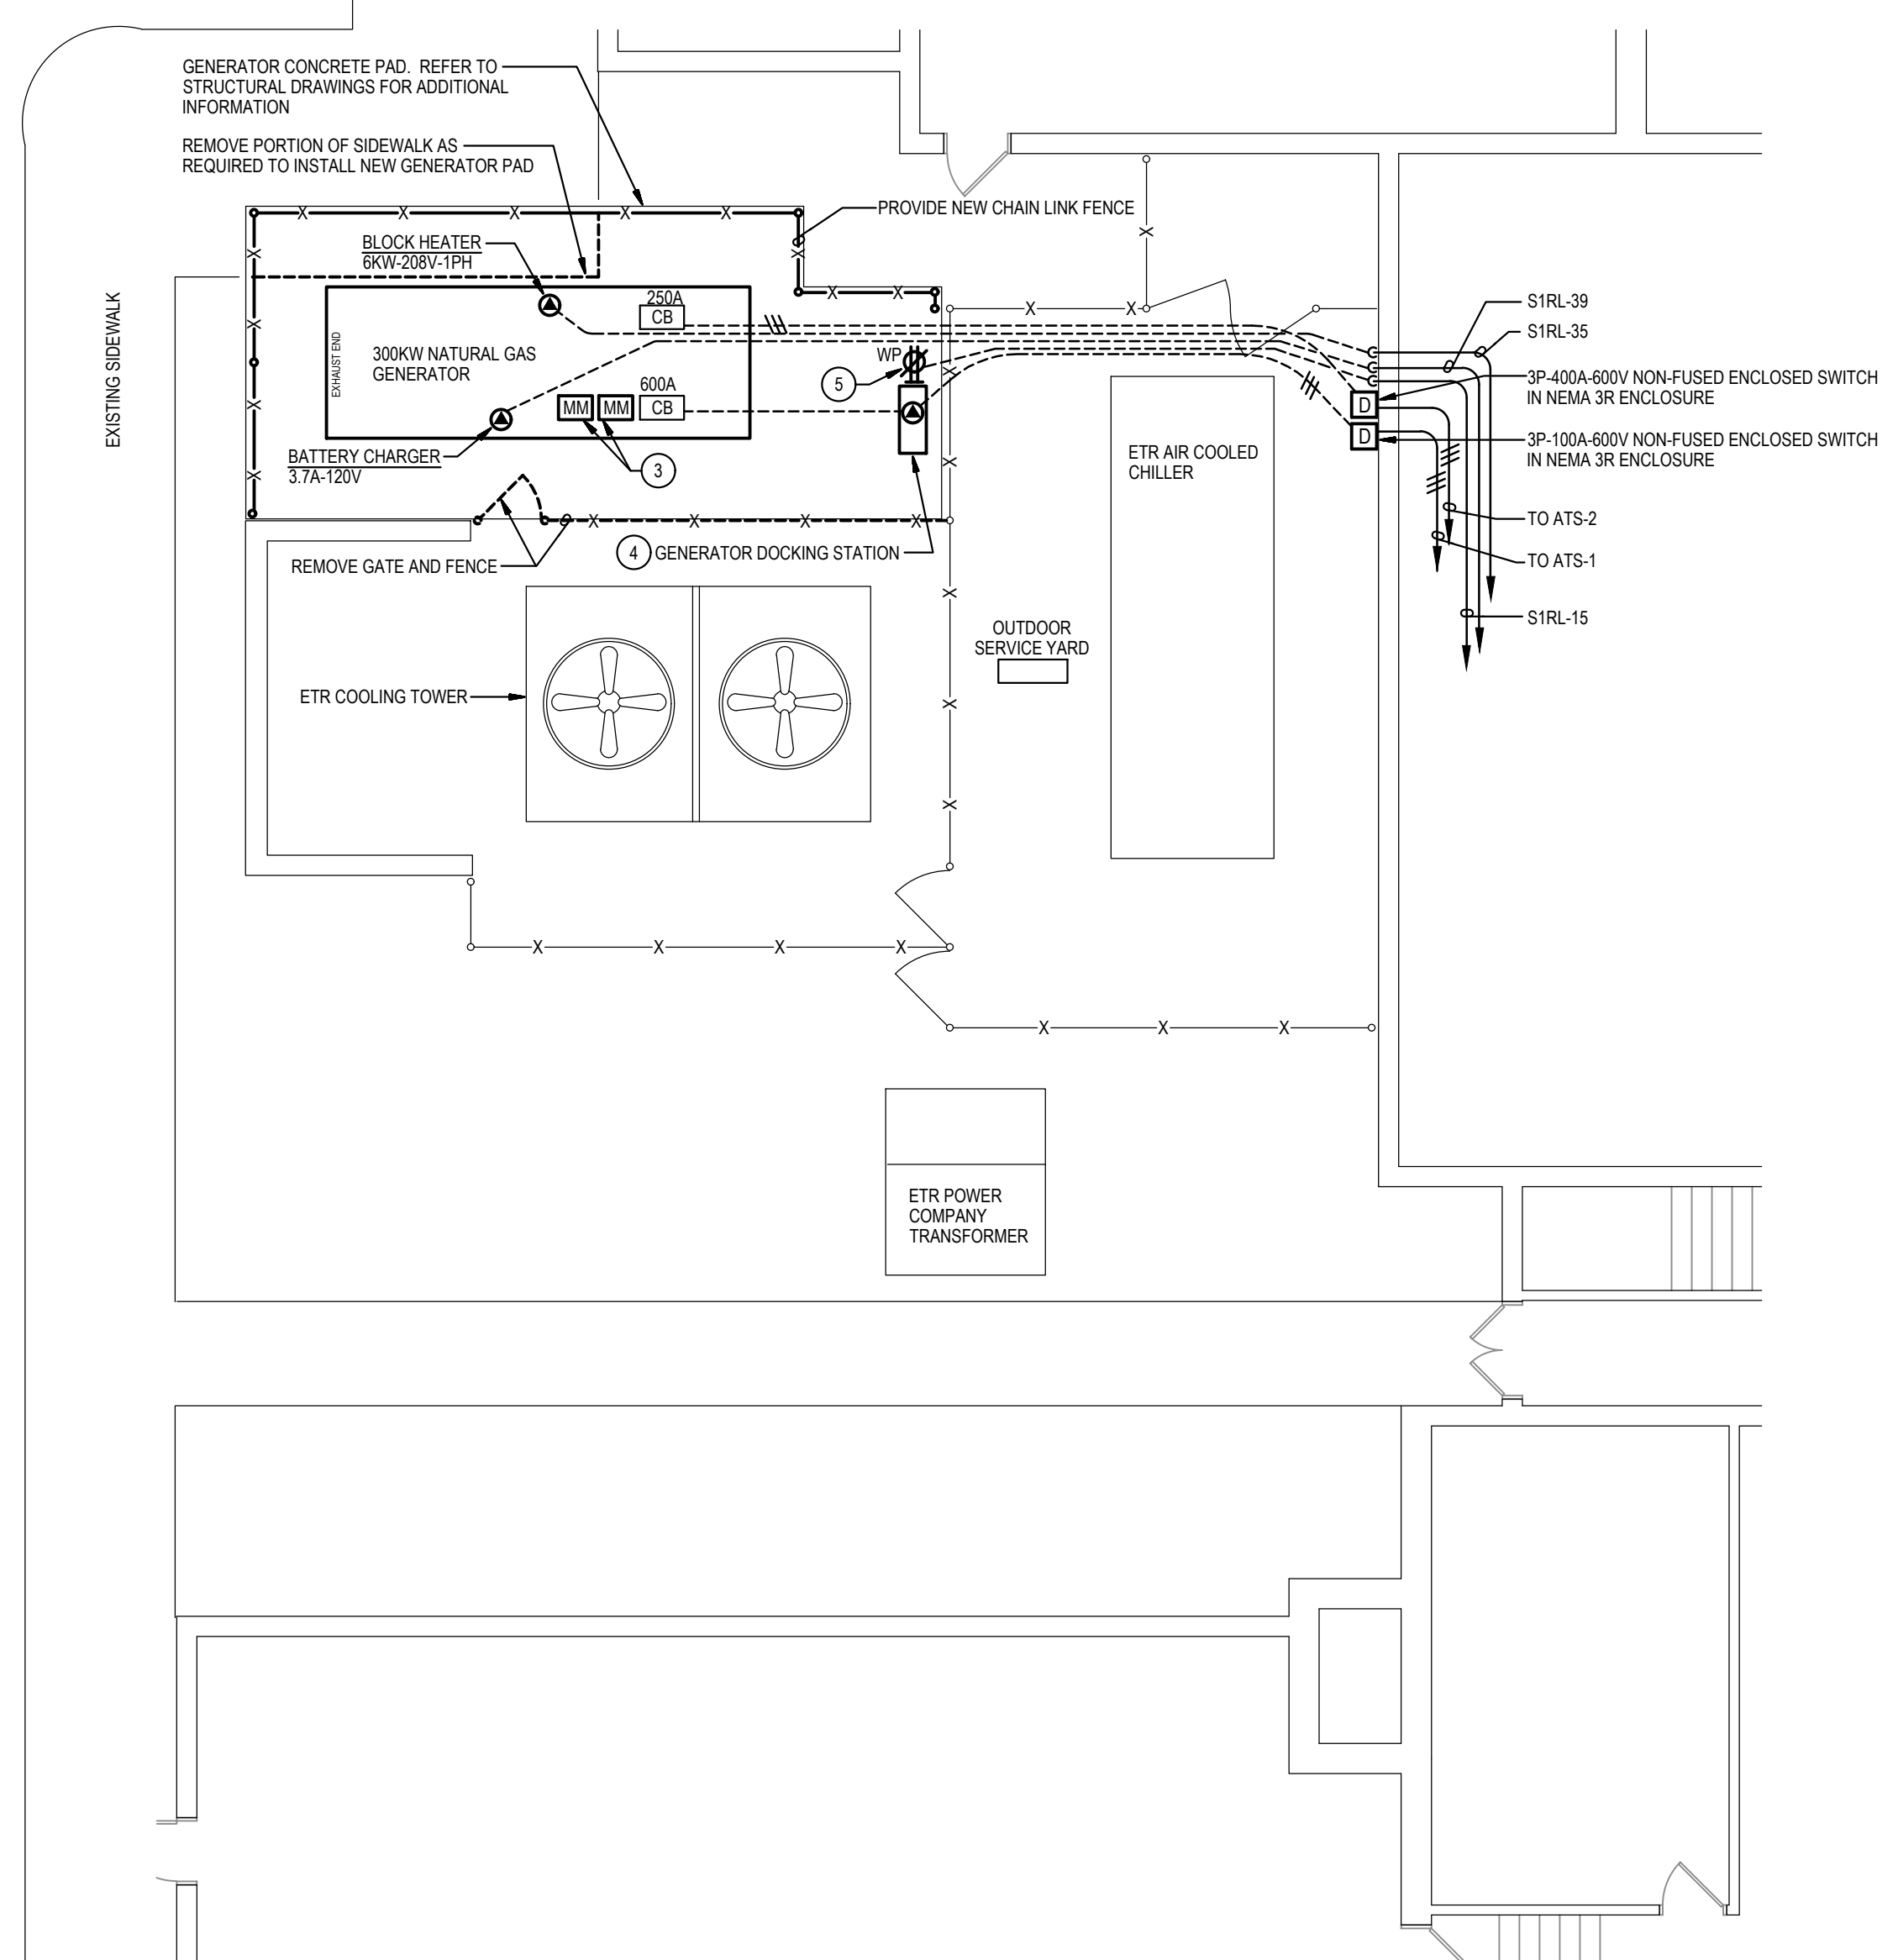 GENERATOR CONCRETE PAD.  REFER TO
STRUCTURAL DRAWINGS FOR ADDITIONAL
INFORMATION
REMOVE PORTION OF SIDEWALK AS
REQUIRED TO INSTALL NEW GENERATOR PAD
PROVIDE NEW CHAIN LINK FENCE
BLOCK HEATER
6KW-208V-1PH
250A
CB
EXISTING SIDEWALK
EXHAUST END
300KW NATURAL GAS
GENERATOR
WP
5
600A
MM
MM
CB
BATTERY CHARGER
3.7A-120V
3
S1RL-39
S1RL-35
3P-400A-600V NON-FUSED ENCLOSED SWITCH
IN NEMA 3R ENCLOSURE
D
D
3P-100A-600V NON-FUSED ENCLOSED SWITCH
IN NEMA 3R ENCLOSURE
ETR AIR COOLED
CHILLER
TO ATS-2
TO ATS-1
S1RL-15
4
GENERATOR DOCKING STATION
REMOVE GATE AND FENCE
OUTDOOR
SERVICE YARD
ETR COOLING TOWER
ETR POWER
COMPANY
TRANSFORMER